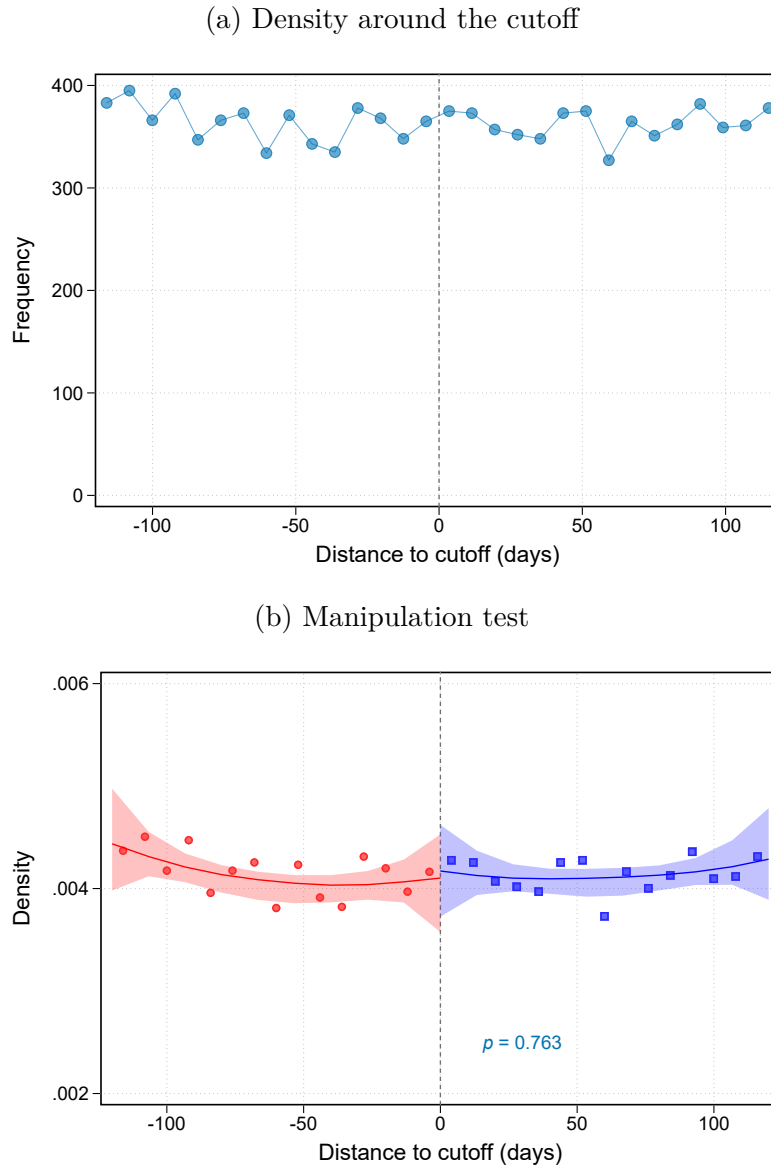 (a) Density around the cutoff
400
300
200
100
0
Frequency
-100 -50 0 50 100
Distance to cutoff (days)
(b) Manipulation test
.006
.004
.002
Density
p = 0.763
-100 -50 0 50 100
Distance to cutoff (days)